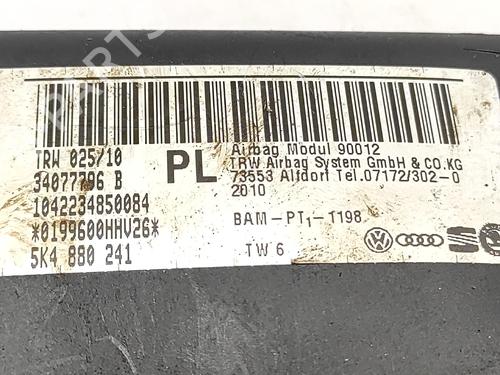 TRW 025/10
34077796 B
1042234850084
*0199600HHV26*
5K4 880 241
PL
Airbag Modul 90012
TRW Airbag System GmbH & CO.KG
73553 Alfdorf Tel.07172/302-0
2010
BAM-PT1-1198
TW 6